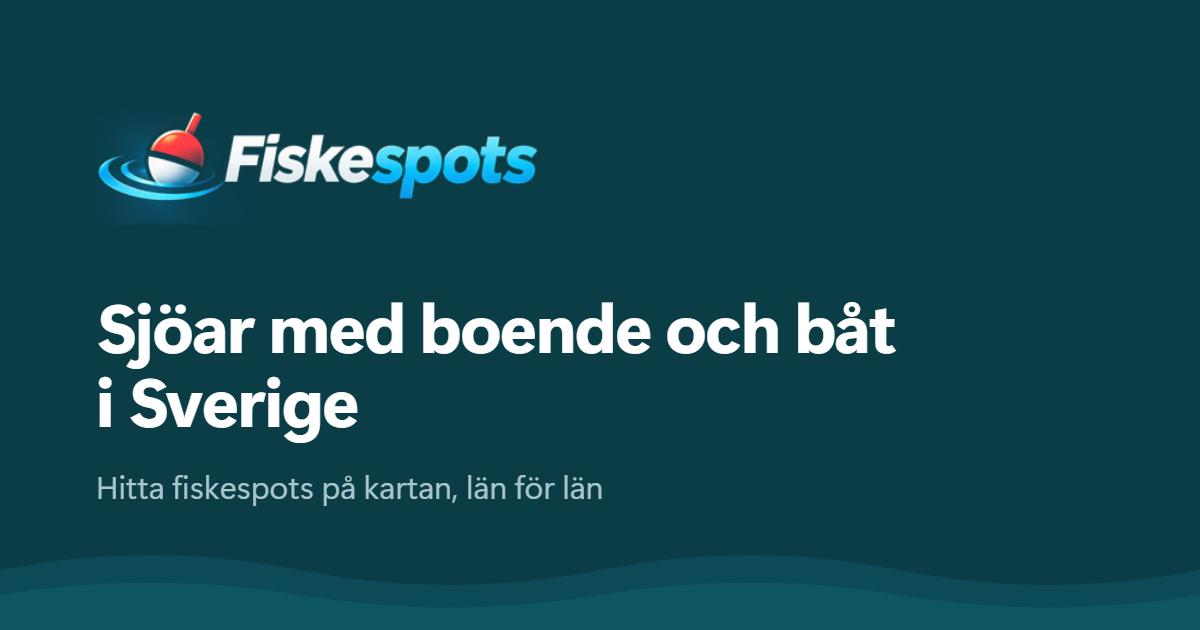 Fiskespots
Sjöar med boende och båt
i Sverige
Hitta fiskespots på kartan, län för län